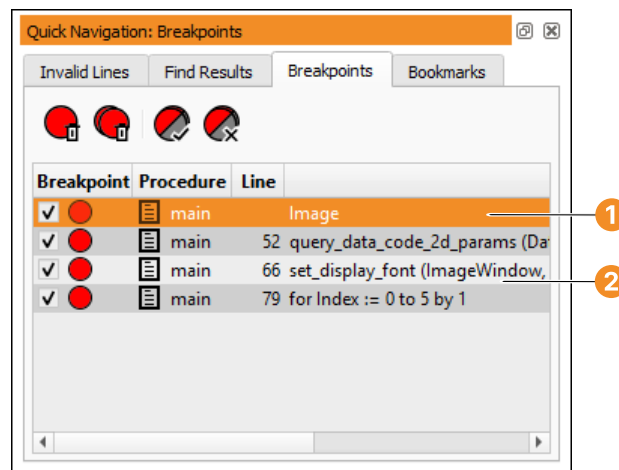 Quick Navigation: Breakpoints
Invalid Lines Find Results Breakpoints Bookmarks
Breakpoint Procedure Line
main Image 1
main 52 query_data_code_2d_params (Da
main 66 set_display_font (ImageWindow, 2
main 79 for Index := 0 to 5 by 1